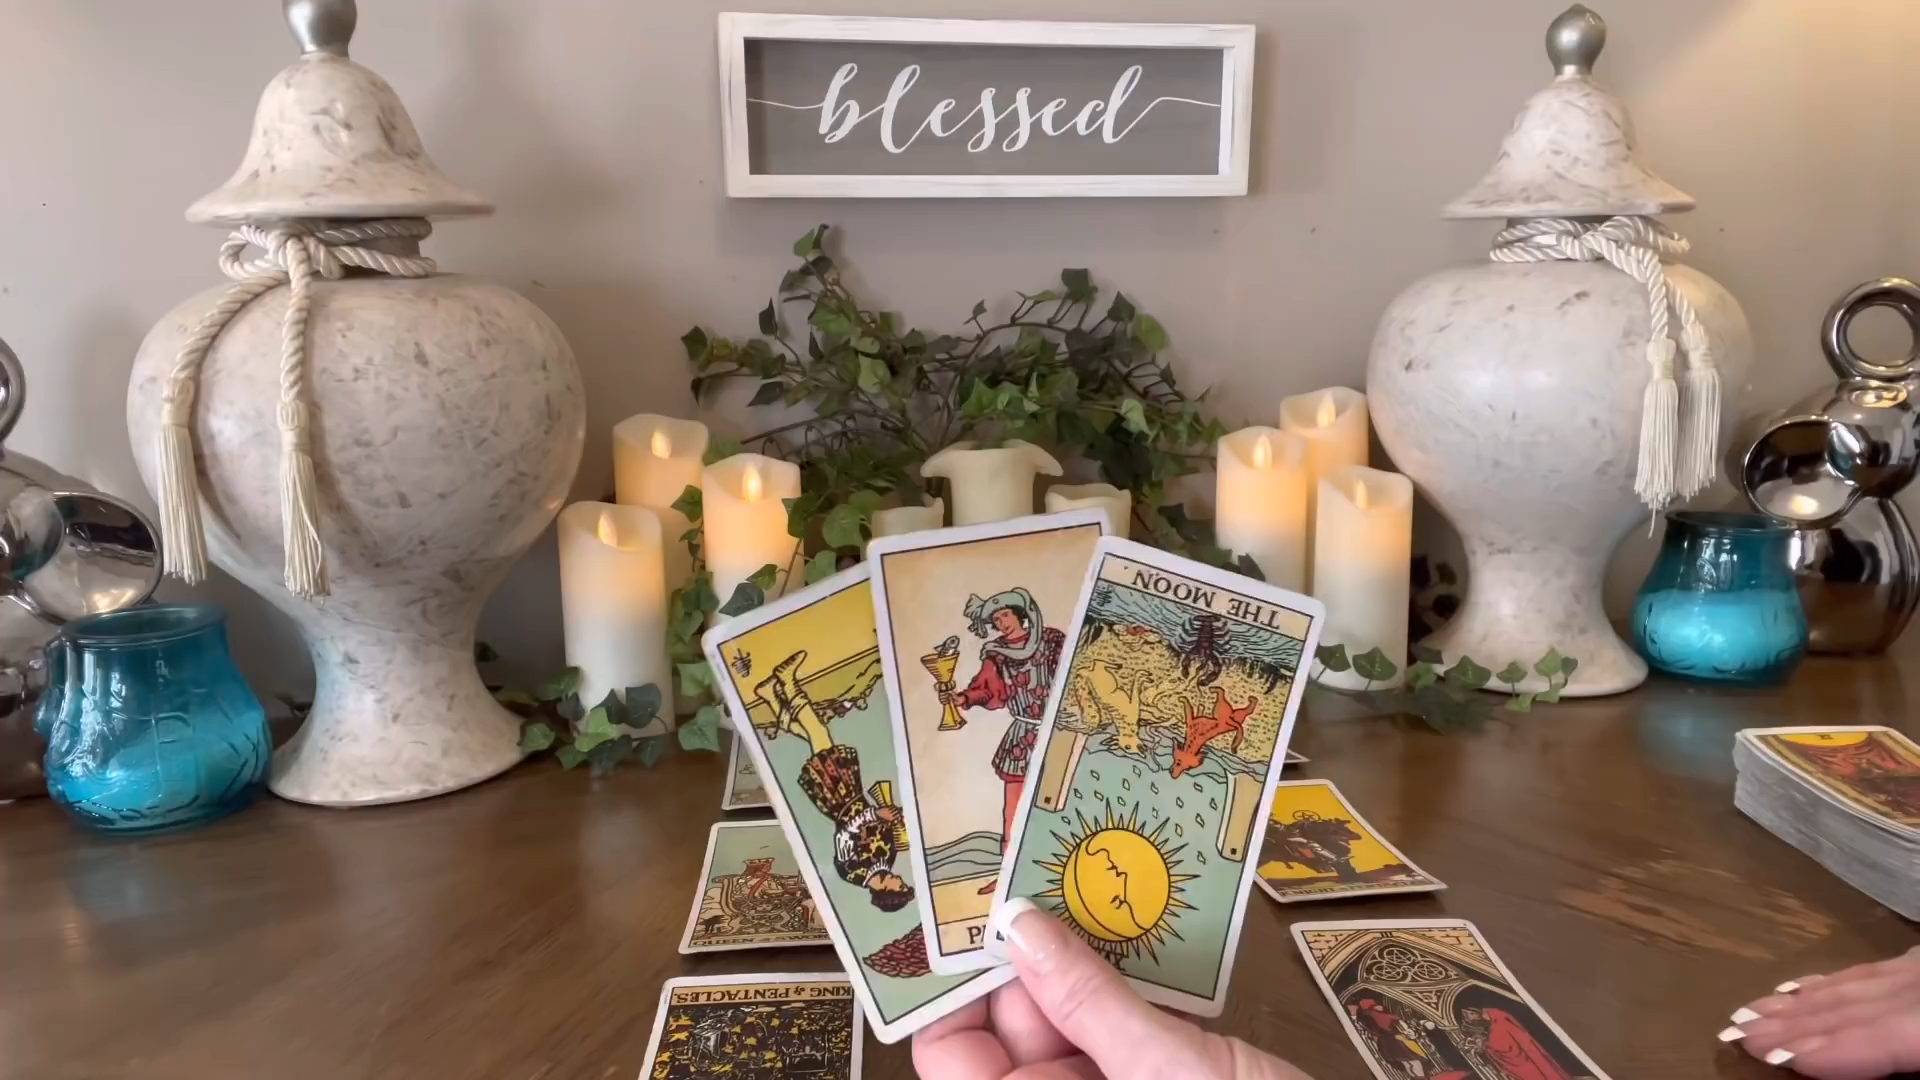 blessed
THE MOON
QUEEN of SWORDS
KING of PENTACLES.